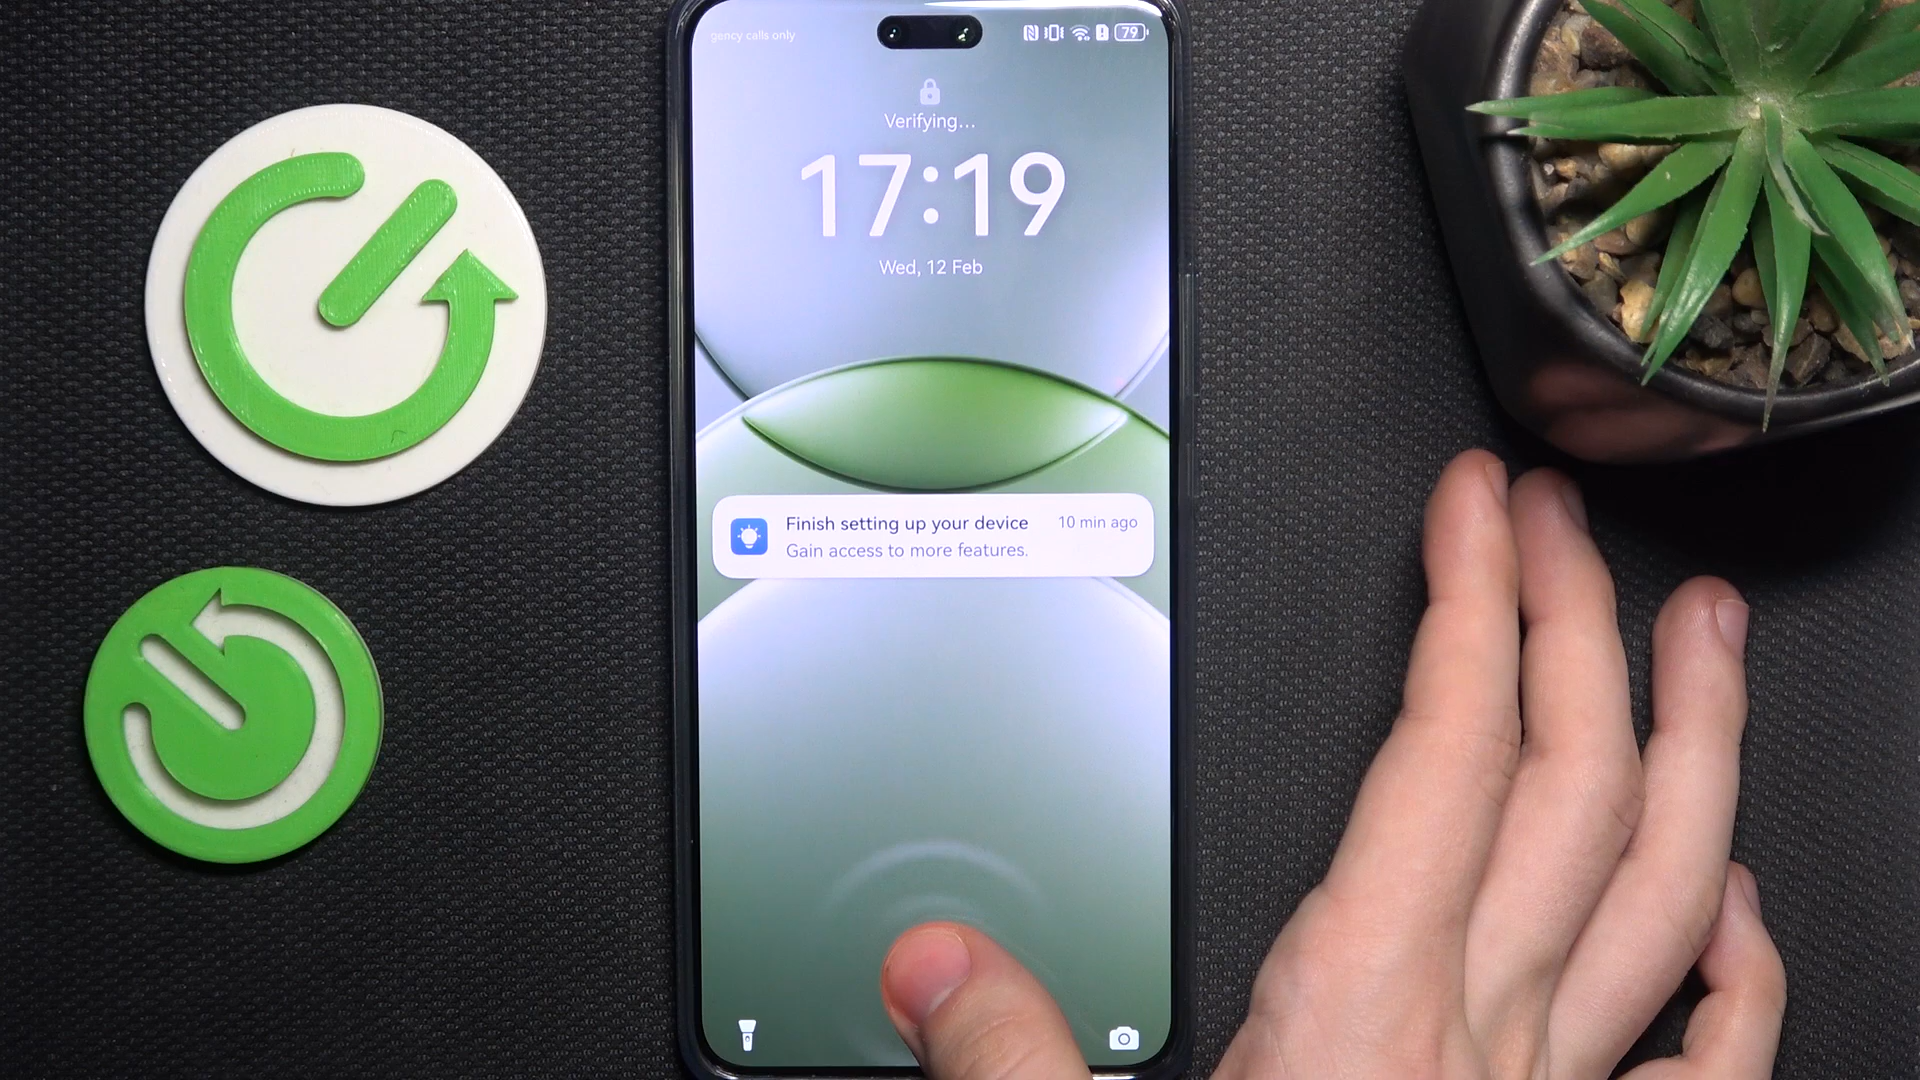 gency calls only
79
Verifying...
17:19
Wed, 12 Feb
Finish setting up your device
10 min ago
Gain access to more features.